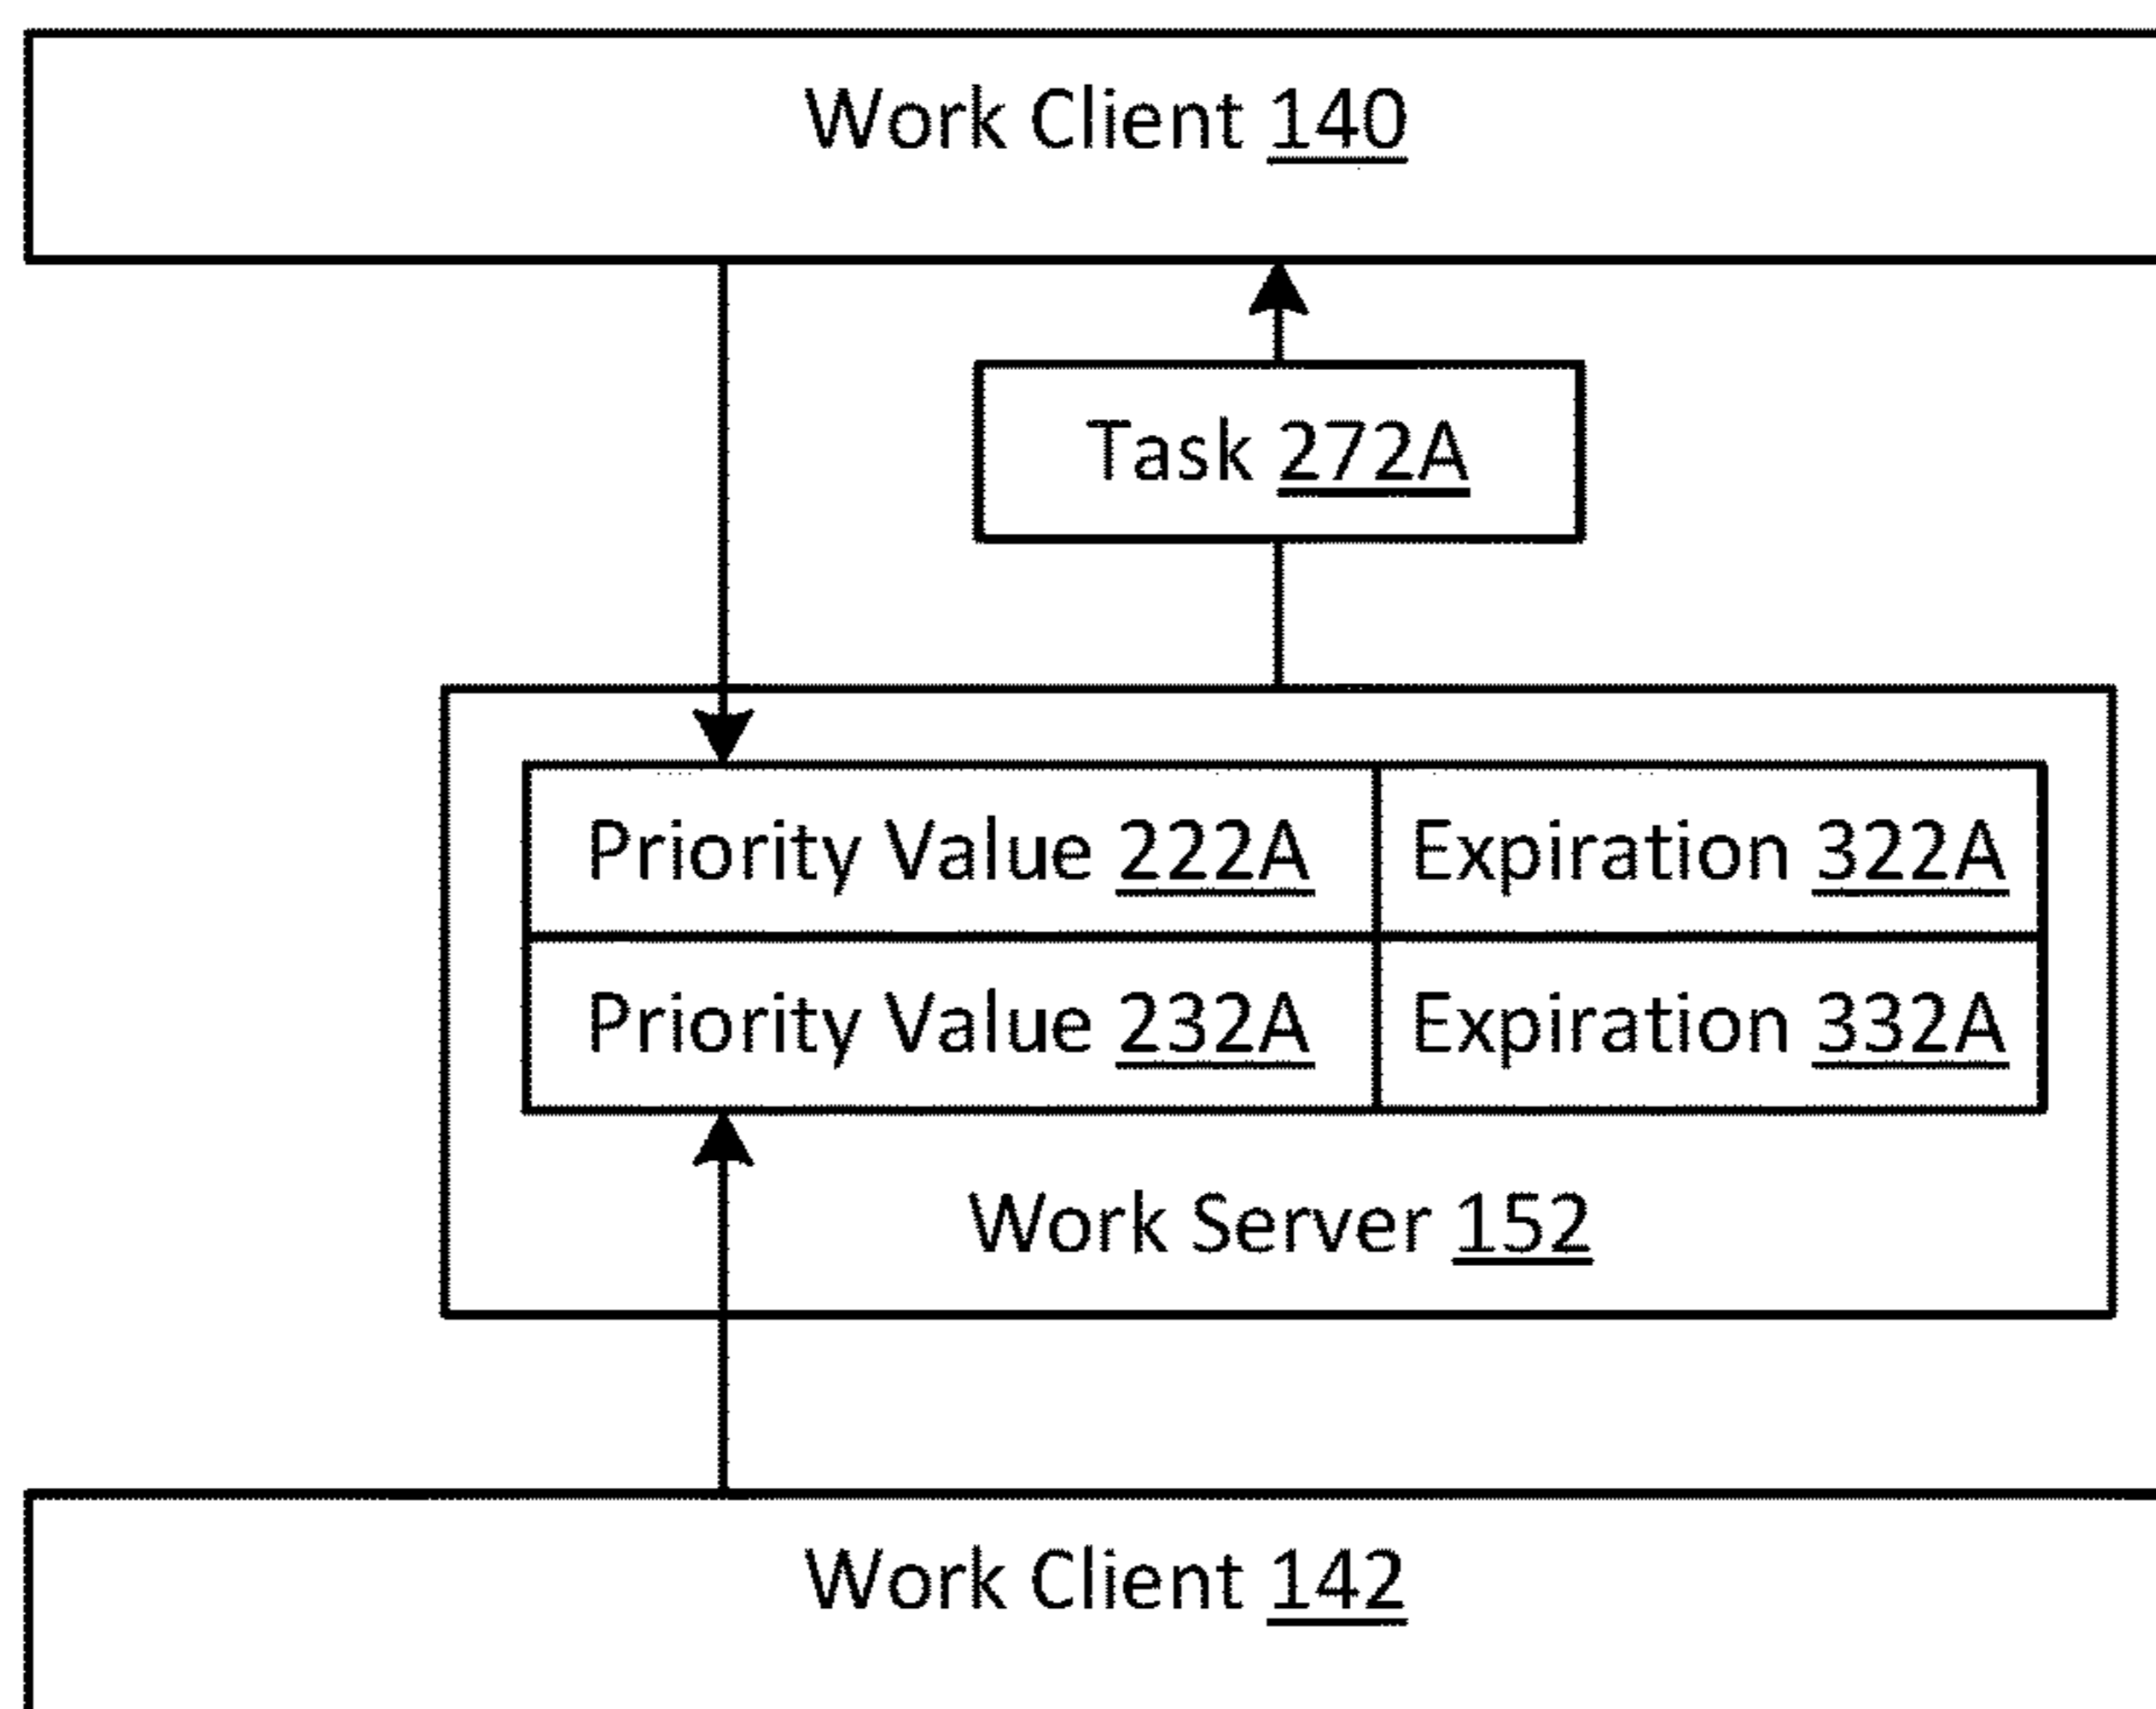 Work Client 140
Task 272A
Priority Value 222A Expiration 322A
Priority Value 232A Expiration 332A
Work Server 152
Work Client 142